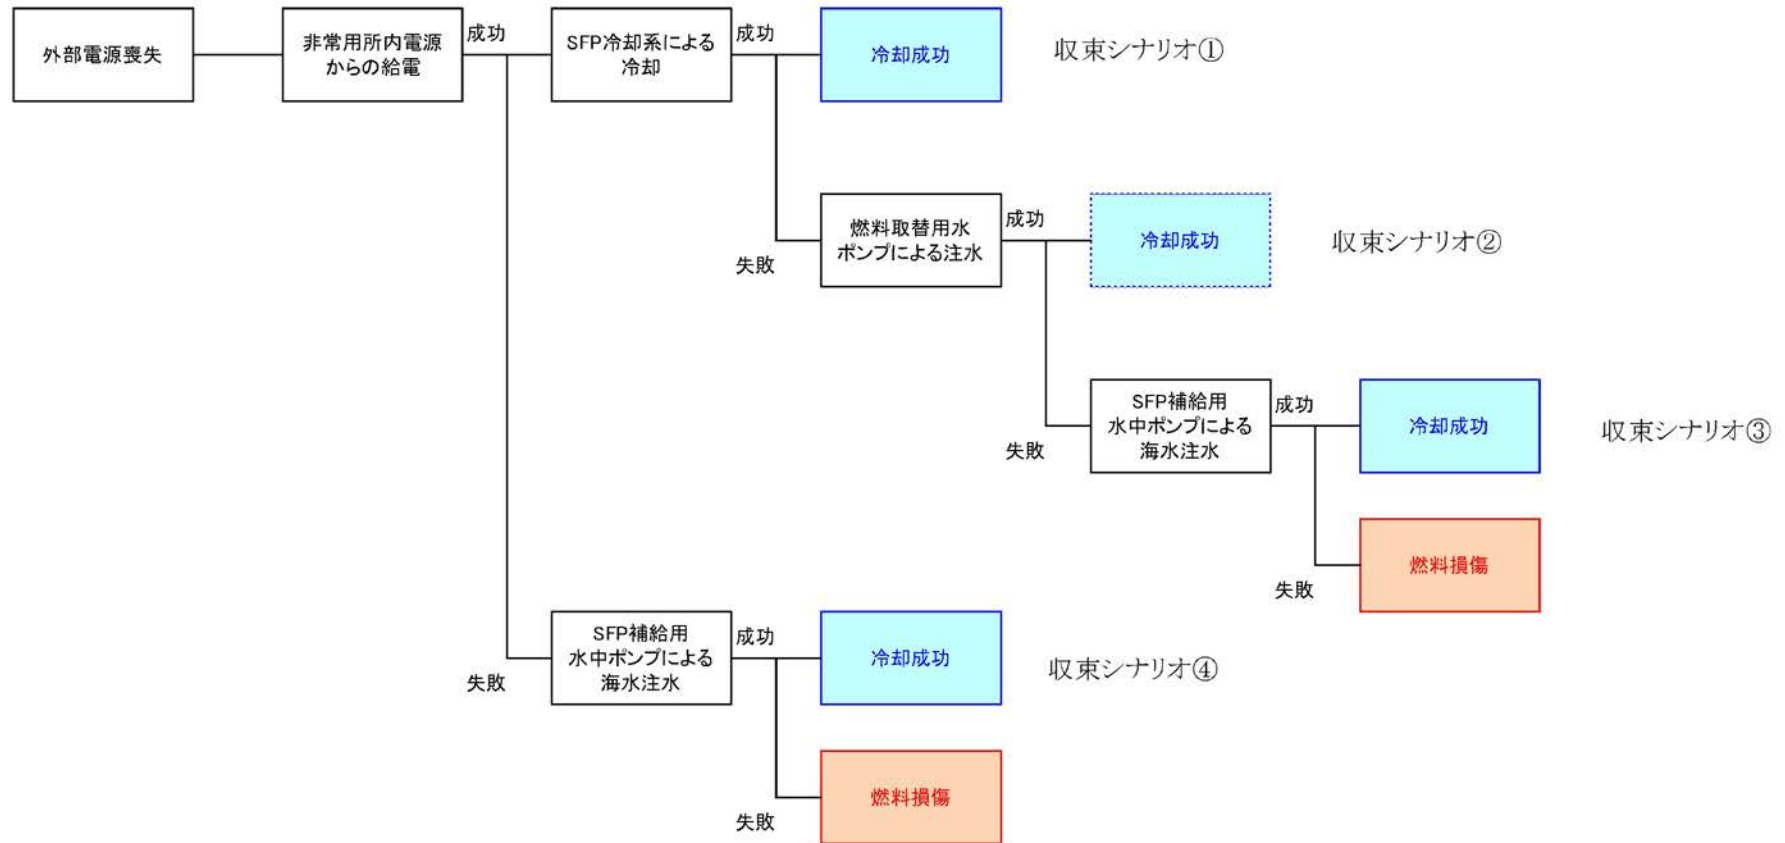 外部電源喪失
非常用所内電源
からの給電
成功
SFP冷却系による
冷却
成功
冷却成功
収束シナリオ①
失敗
燃料取替用水
ポンプによる注水
成功
冷却成功
収束シナリオ②
失敗
SFP補給用
水中ポンプによる
海水注水
成功
冷却成功
収束シナリオ③
失敗
燃料損傷
失敗
SFP補給用
水中ポンプによる
海水注水
成功
冷却成功
収束シナリオ④
失敗
燃料損傷